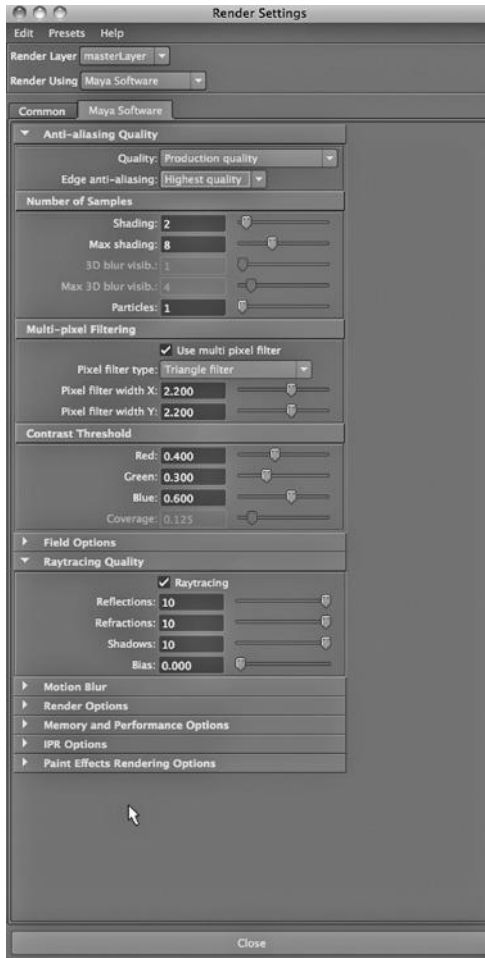 Render Settings
Edit Presets Help
Render Layer masterLayer
Render Using Maya Software
Common Maya Software
Anti-aliasing Quality
Quality: Production quality
Edge anti-aliasing: Highest quality
Number of Samples
Shading: 2
Max shading: 8
3D blur visib.: 1
Max 3D blur visib.: 4
Particles: 1
Multi-pixel Filtering
Use multi pixel filter
Pixel filter type: Triangle filter
Pixel filter width X: 2.200
Pixel filter width Y: 2.200
Contrast Threshold
Red: 0.400
Green: 0.300
Blue: 0.600
Coverage: 0.125
Field Options
Raytracing Quality
Raytracing
Reflections: 10
Refractions: 10
Shadows: 10
Bias: 0.000
Motion Blur
Render Options
Memory and Performance Options
IPR Options
Paint Effects Rendering Options
Close